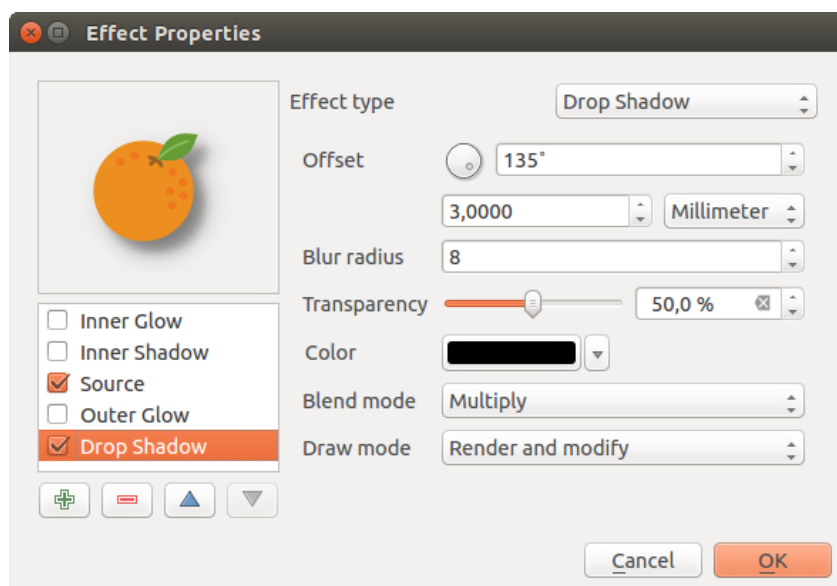 Effect Properties
Effect type
Drop Shadow
Offset
135°
3,0000
Millimeter
Blur radius
8
Transparency
50,0 %
Color
Blend mode
Multiply
Draw mode
Render and modify
Inner Glow
Inner Shadow
Source
Outer Glow
Drop Shadow
Cancel
OK